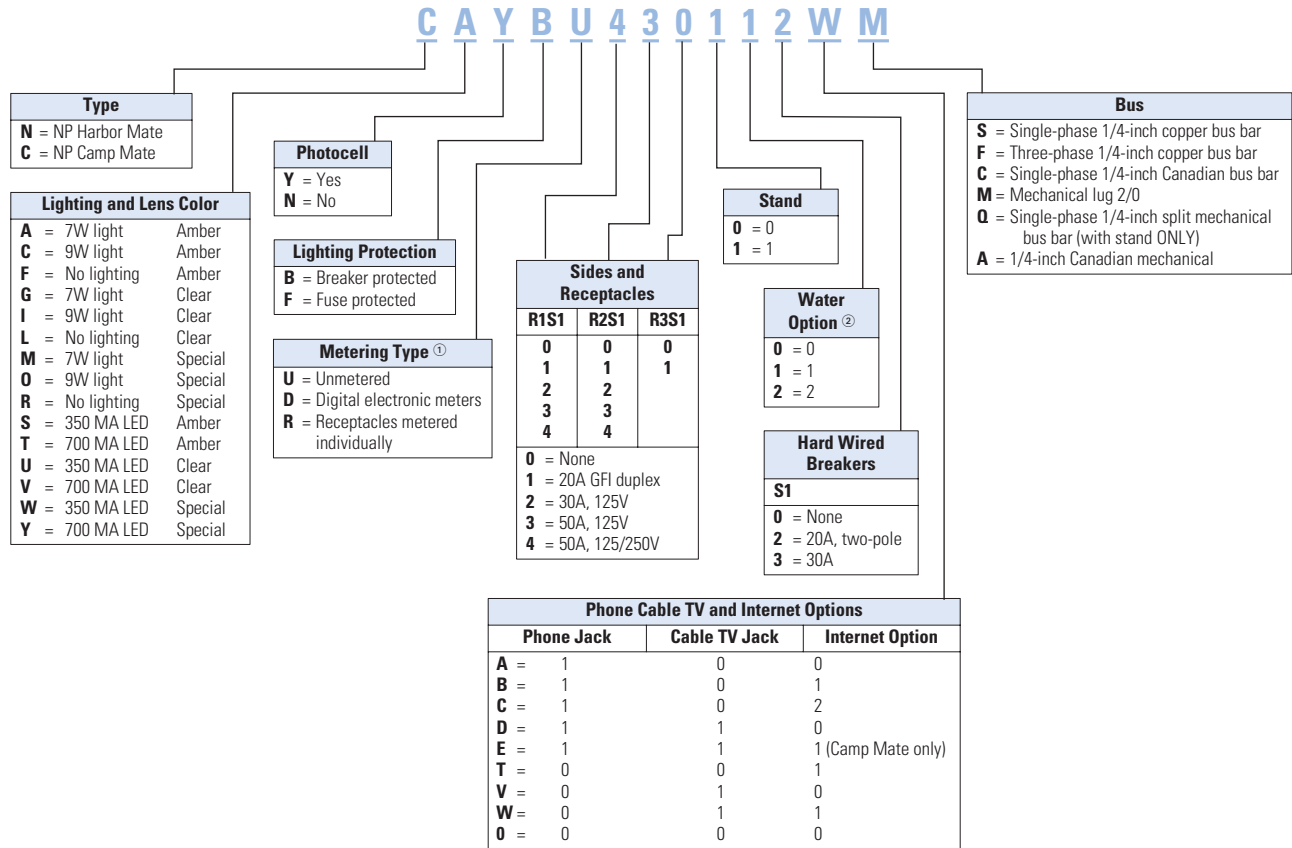 C A Y B U 4 3 0 1 1 2 W M
Type
N = NP Harbor Mate
C = NP Camp Mate
Lighting and Lens Color
A = 7W light Amber
C = 9W light Amber
F = No lighting Amber
G = 7W light Clear
I = 9W light Clear
L = No lighting Clear
M = 7W light Special
O = 9W light Special
R = No lighting Special
S = 350 MA LED Amber
T = 700 MA LED Amber
U = 350 MA LED Clear
V = 700 MA LED Clear
W = 350 MA LED Special
Y = 700 MA LED Special
Photocell
Y = Yes
N = No
Lighting Protection
B = Breaker protected
F = Fuse protected
Metering Type ①
U = Unmetered
D = Digital electronic meters
R = Receptacles metered
individually
Sides and
Receptacles
R1S1 R2S1 R3S1
0 0 0
1 1 1
2 2
3 3
4 4
0 = None
1 = 20A GFI duplex
2 = 30A, 125V
3 = 50A, 125V
4 = 50A, 125/250V
Stand
0 = 0
1 = 1
Water
Option ②
0 = 0
1 = 1
2 = 2
Hard Wired
Breakers
S1
0 = None
2 = 20A, two-pole
3 = 30A
Bus
S = Single-phase 1/4-inch copper bus bar
F = Three-phase 1/4-inch copper bus bar
C = Single-phase 1/4-inch Canadian bus bar
M = Mechanical lug 2/0
Q = Single-phase 1/4-inch split mechanical
bus bar (with stand ONLY)
A = 1/4-inch Canadian mechanical
Phone Cable TV and Internet Options
Phone Jack Cable TV Jack Internet Option
A = 1 0 0
B = 1 0 1
C = 1 0 2
D = 1 1 0
E = 1 1 1 (Camp Mate only)
T = 0 0 1
V = 0 1 0
W = 0 1 1
0 = 0 0 0